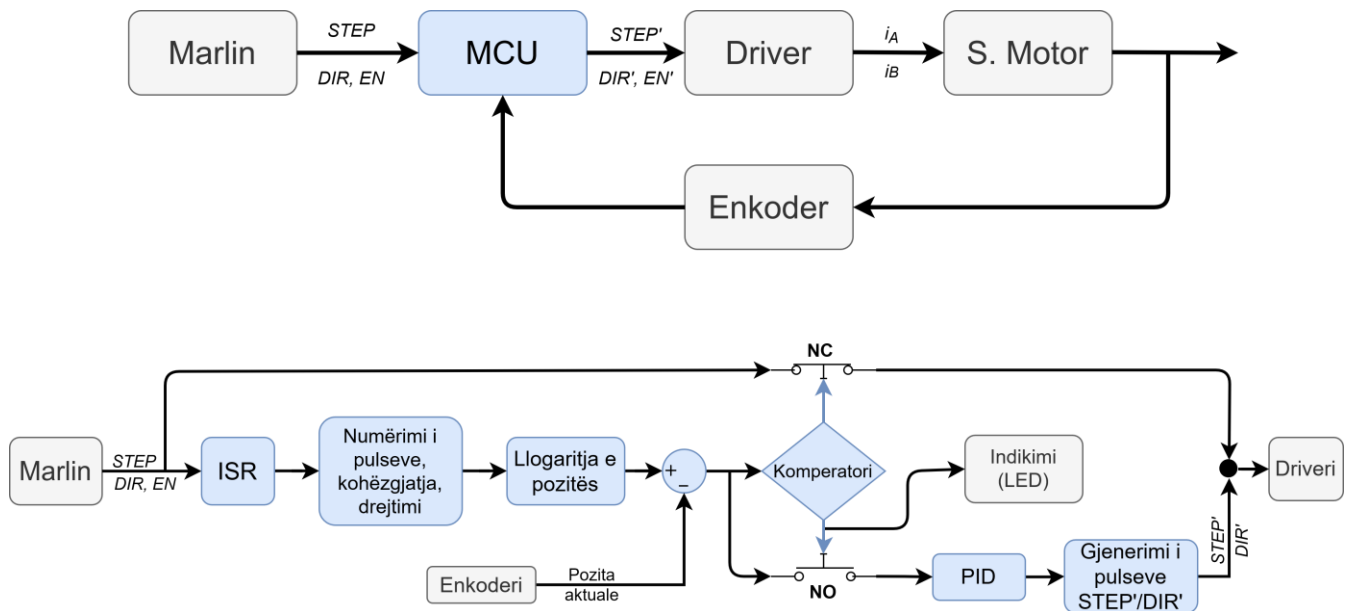 Marlin
STEP
DIR, EN
MCU
STEP'
DIR', EN'
Driver
iA
iB
S. Motor
Enkoder
NC
Marlin
STEP
DIR, EN
ISR
Numërimi i
pulseve,
kohëzgjatja,
drejtimi
Llogaritja e
pozitës
+
−
Komperatori
Indikimi
(LED)
Driveri
Enkoderi
Pozita
aktuale
NO
PID
Gjenerimi i
pulseve
STEP'/DIR'
STEP'
DIR'